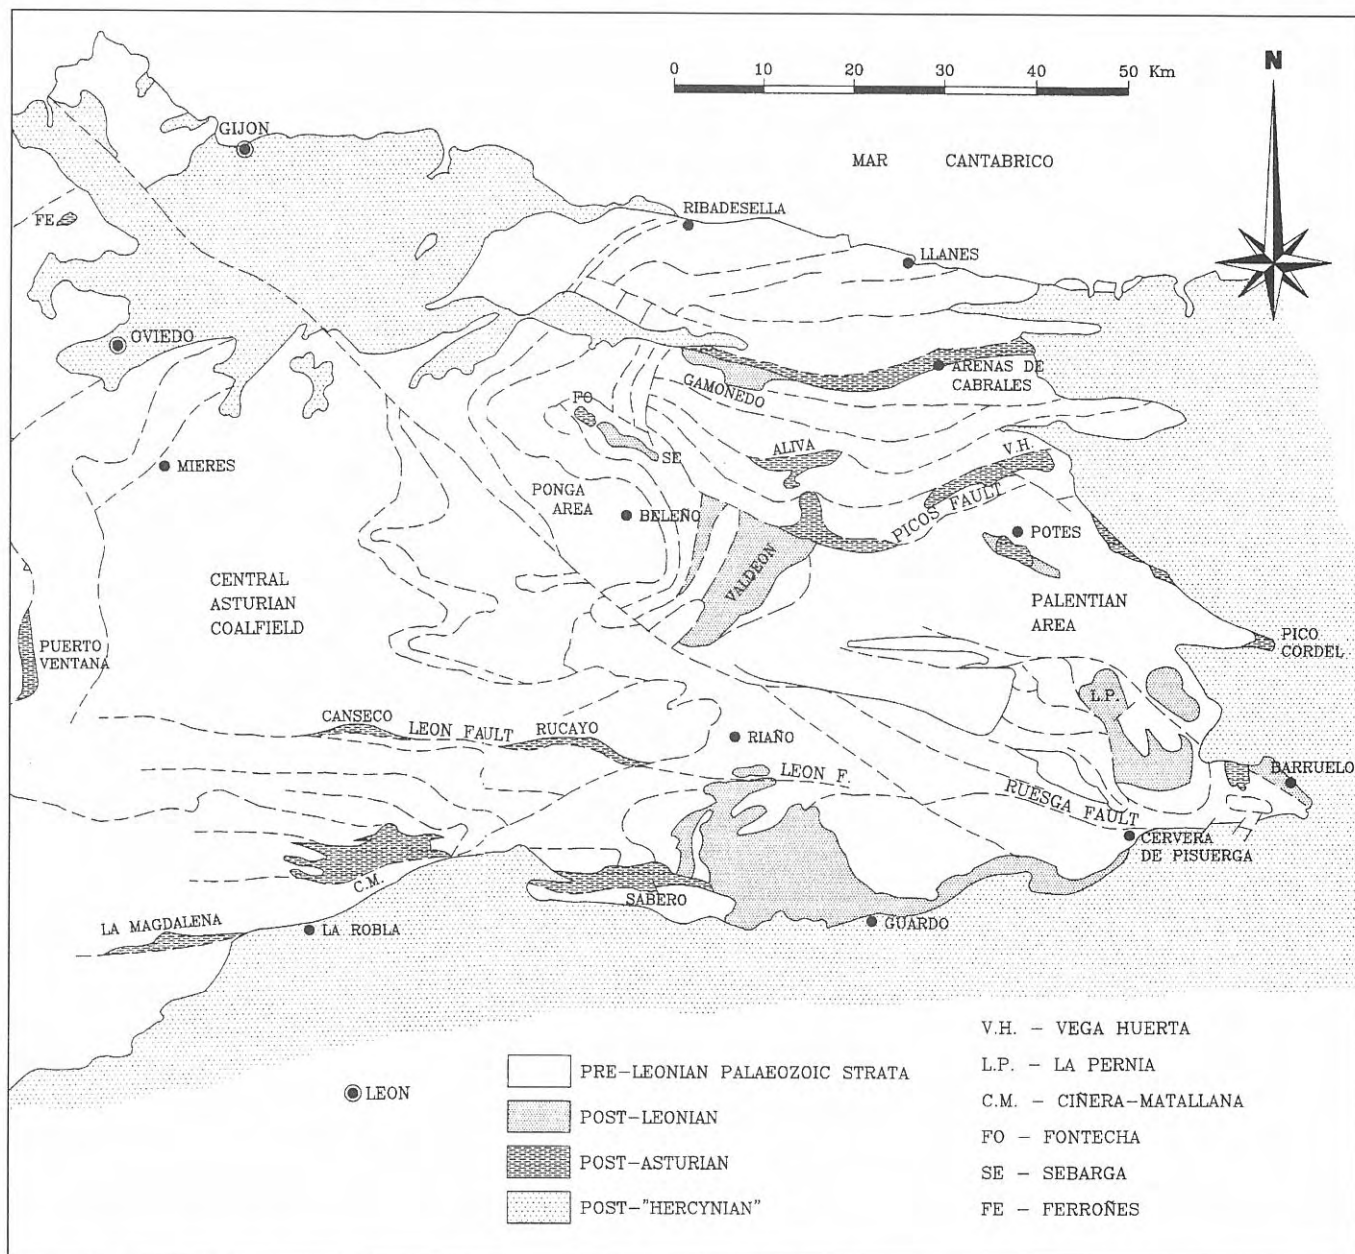 0 10 20 30 40 50 Km
N
GIJON
MAR CANTABRICO
FE
RIBADESELLA
LLANES
OVIEDO
ARENAS DE
CABRALES
GAMONEDO
FO
MIERES
SE
ALIVA
V.H.
PONGA
AREA
BELEÑO
PICOS FAULT
POTES
VALDEON
CENTRAL
ASTURIAN
COALFIELD
PALENTIAN
AREA
PUERTO
VENTANA
PICO
CORDEL
L.P.
CANSECO
LEON FAULT
RUCAYO
RIAÑO
LEON F.
BARRUELO
RUESGA FAULT
CERVERA
DE PISUERGA
C.M.
SABERO
LA MAGDALENA
LA ROBLA
GUARDO
LEON
PRE-LEONIAN PALAEOZOIC STRATA
POST-LEONIAN
POST-ASTURIAN
POST-"HERCYNIAN"
V.H. - VEGA HUERTA
L.P. - LA PERNIA
C.M. - CIÑERA-MATALLANA
FO - FONTECHA
SE - SEBARGA
FE - FERROÑES